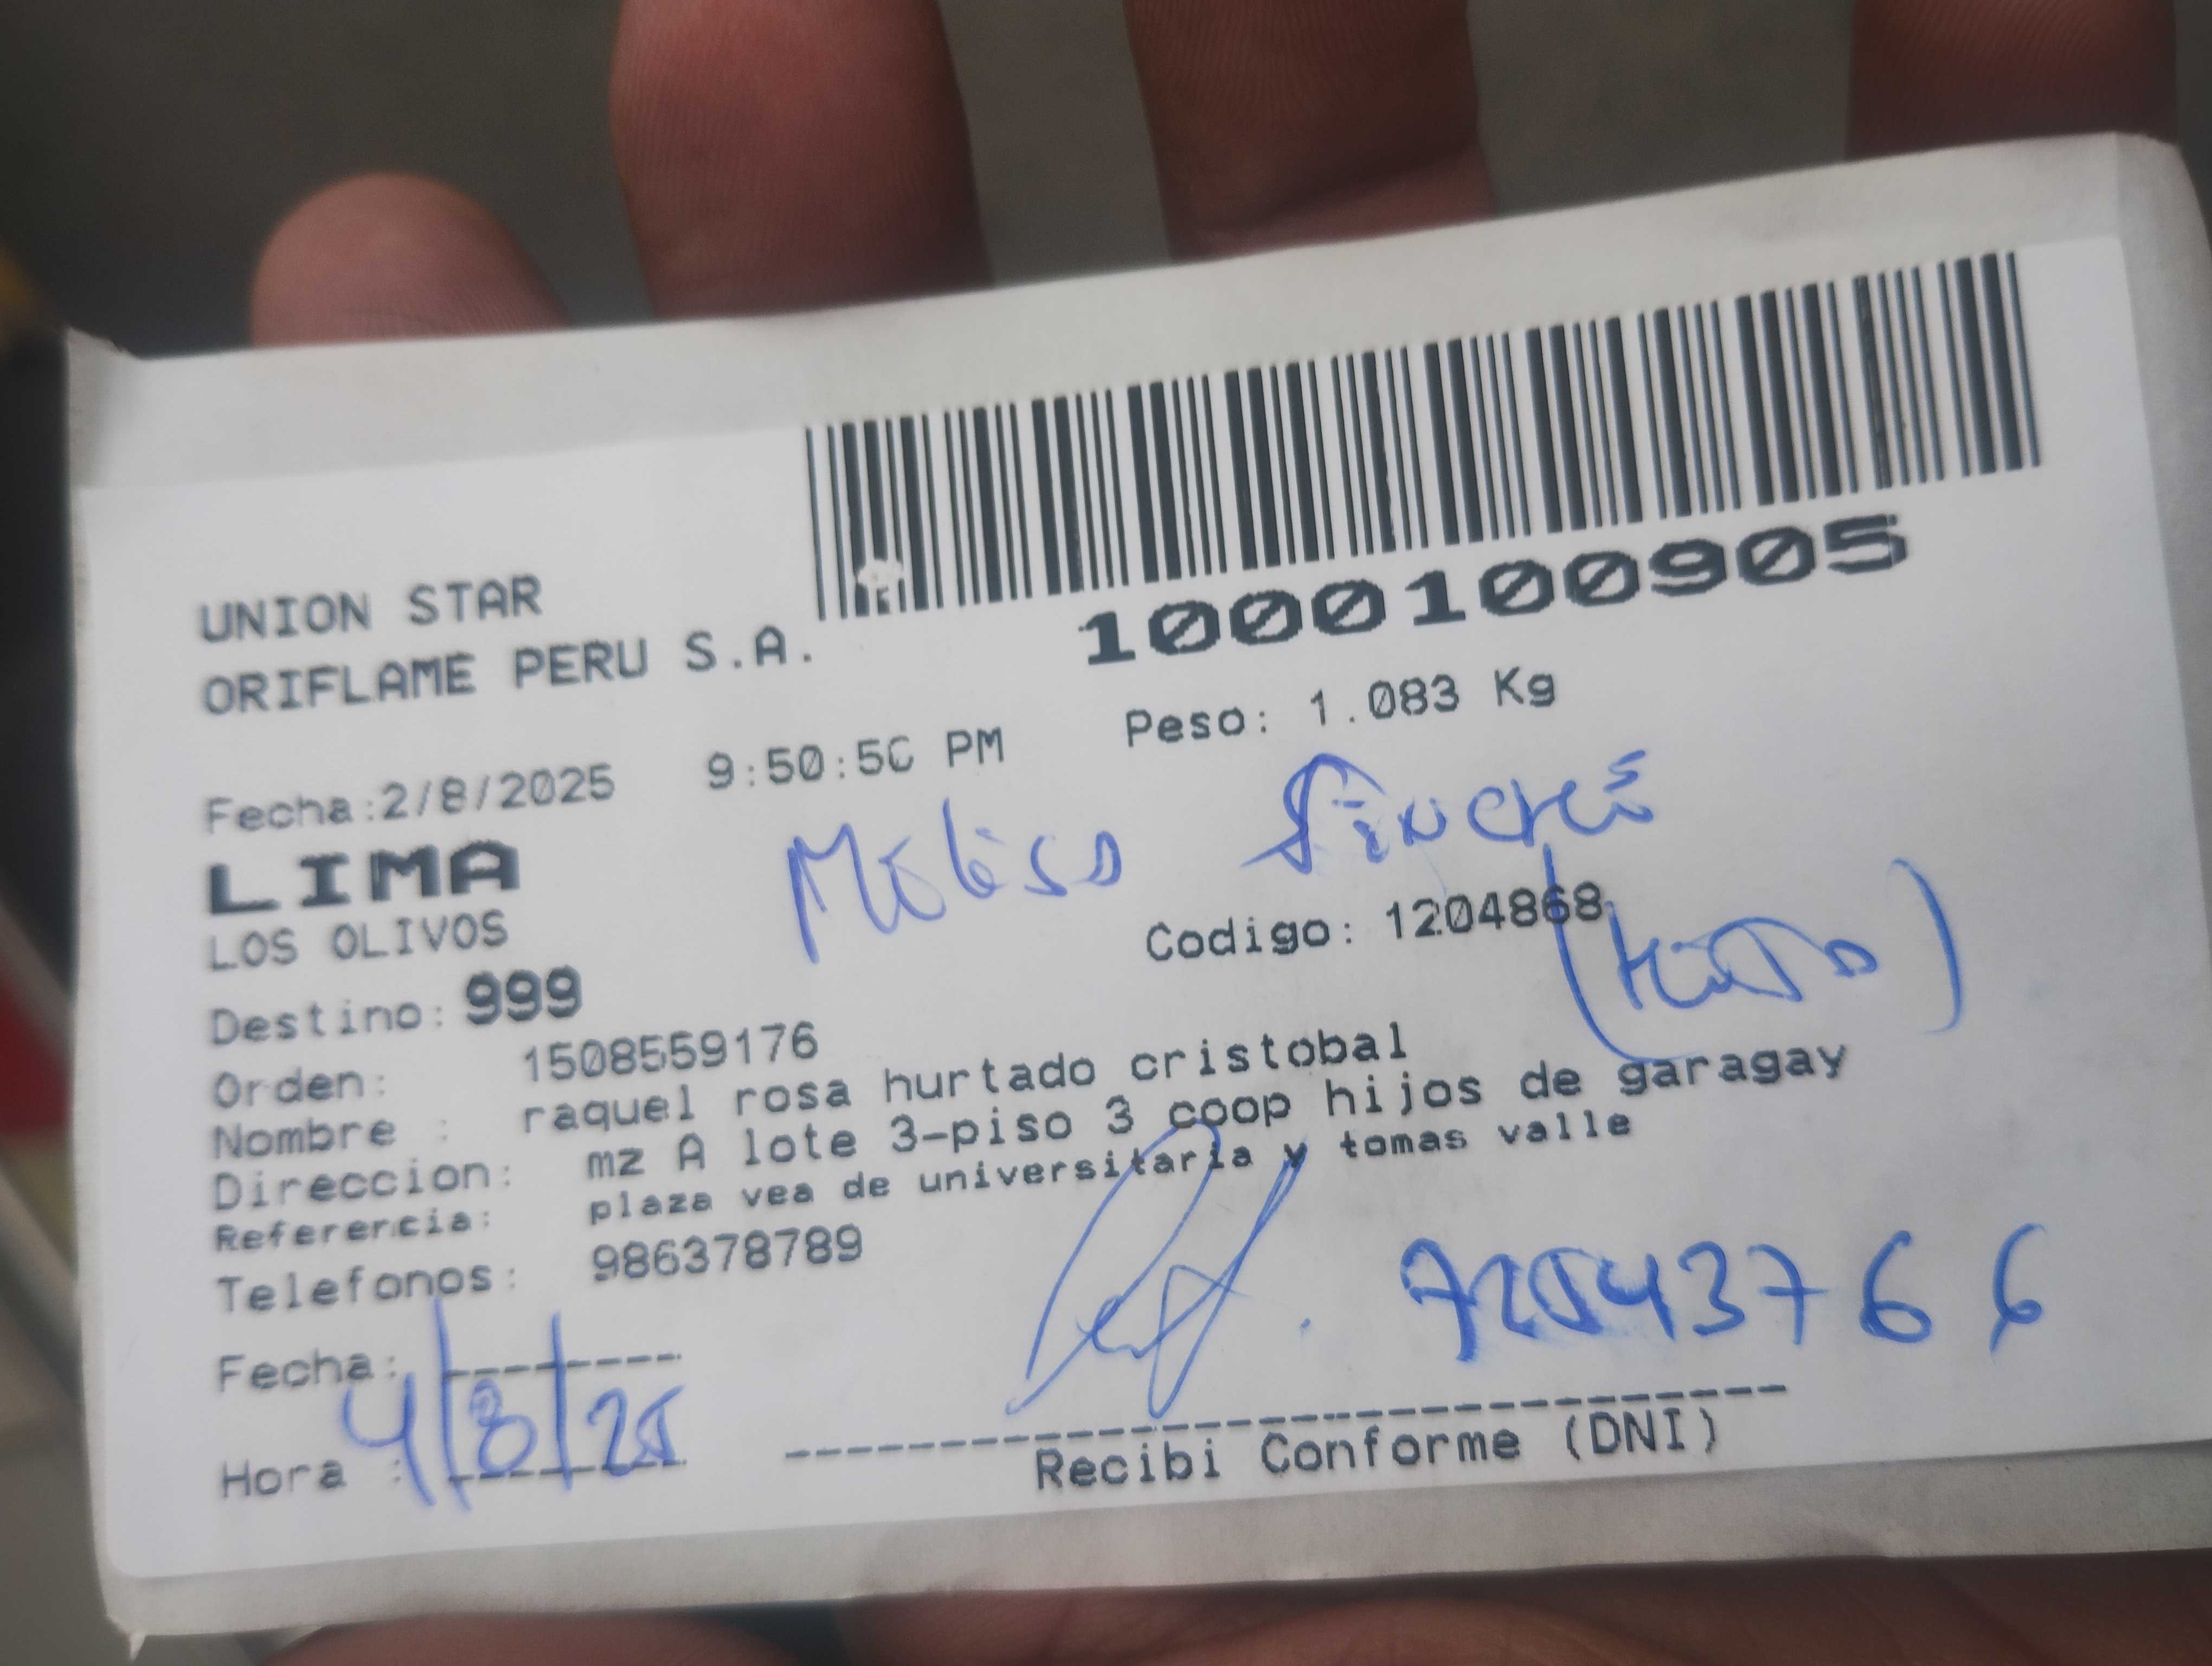 UNION STAR
ORIFLAME PERU S.A.
1000100905
Fecha:2/8/2025 9:50:50 PM Peso: 1.083 Kg
LIMA
LOS OLIVOS
Codigo: 1204868
Destino: 999
Orden: 1508559176
Nombre : raquel rosa hurtado cristobal
Direccion: mz A lote 3-piso 3 coop hijos de garagay
Referencia: plaza vea de universitaria y tomas valle
Telefonos: 986378789
72543766
Fecha:
4/8/25
Hora :
Recibi Conforme (DNI)